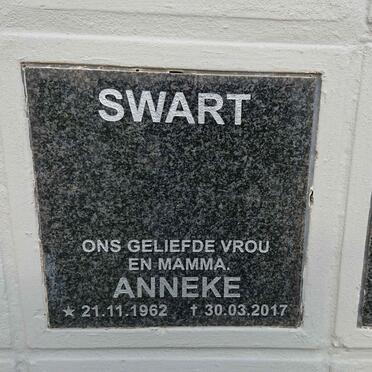 SWART
ONS GELIEFDE VROU
EN MAMMA.
ANNEKE
★ 21.11.1962 † 30.03.2017